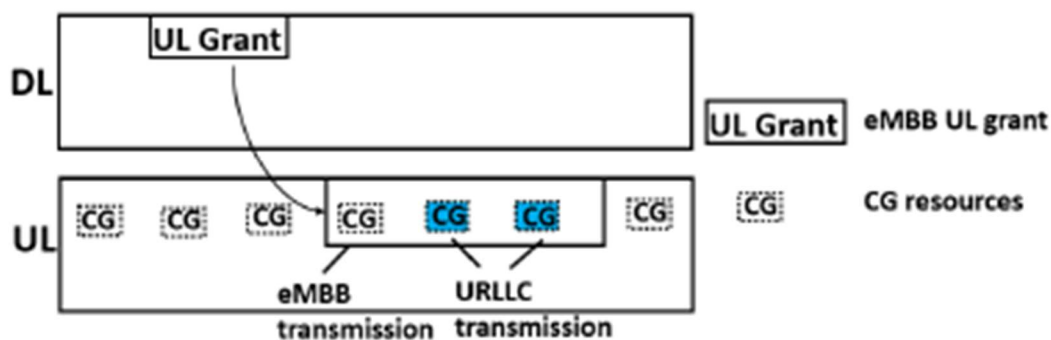 UL Grant
DL
UL Grant eMBB UL grant
CG CG CG CG CG CG CG
CG CG resources
UL
eMBB URLLC
transmission transmission